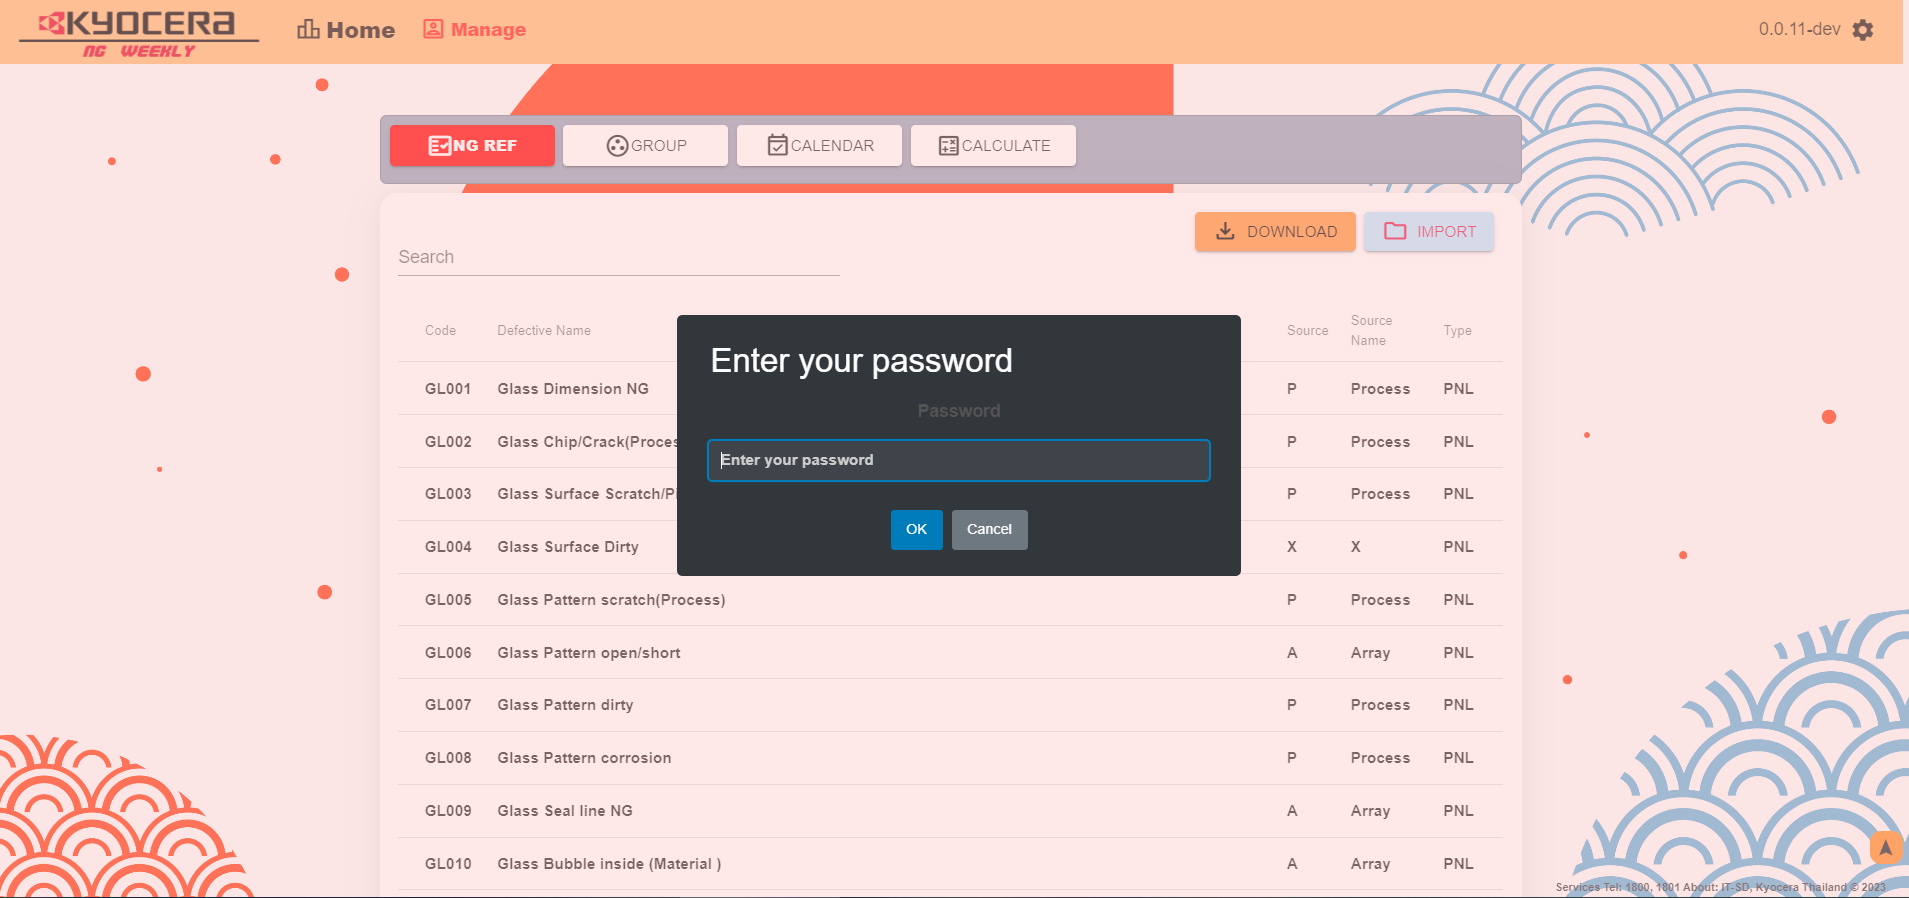 KYOCERA
NG WEEKLY
Home
Manage
0.0.11-dev
NG REF
GROUP
CALENDAR
CALCULATE
DOWNLOAD
IMPORT
Search
Code Defective Name Source Source Name Type
GL001 Glass Dimension NG P Process PNL
GL002 Glass Chip/Crack(Proces P Process PNL
GL003 Glass Surface Scratch/Pi P Process PNL
GL004 Glass Surface Dirty X X PNL
GL005 Glass Pattern scratch(Process) P Process PNL
GL006 Glass Pattern open/short A Array PNL
GL007 Glass Pattern dirty P Process PNL
GL008 Glass Pattern corrosion P Process PNL
GL009 Glass Seal line NG A Array PNL
GL010 Glass Bubble inside (Material ) A Array PNL
Enter your password
Password
Enter your password
OK
Cancel
Services Tel: 1800, 1801 About: IT-SD, Kyocera Thailand © 2023